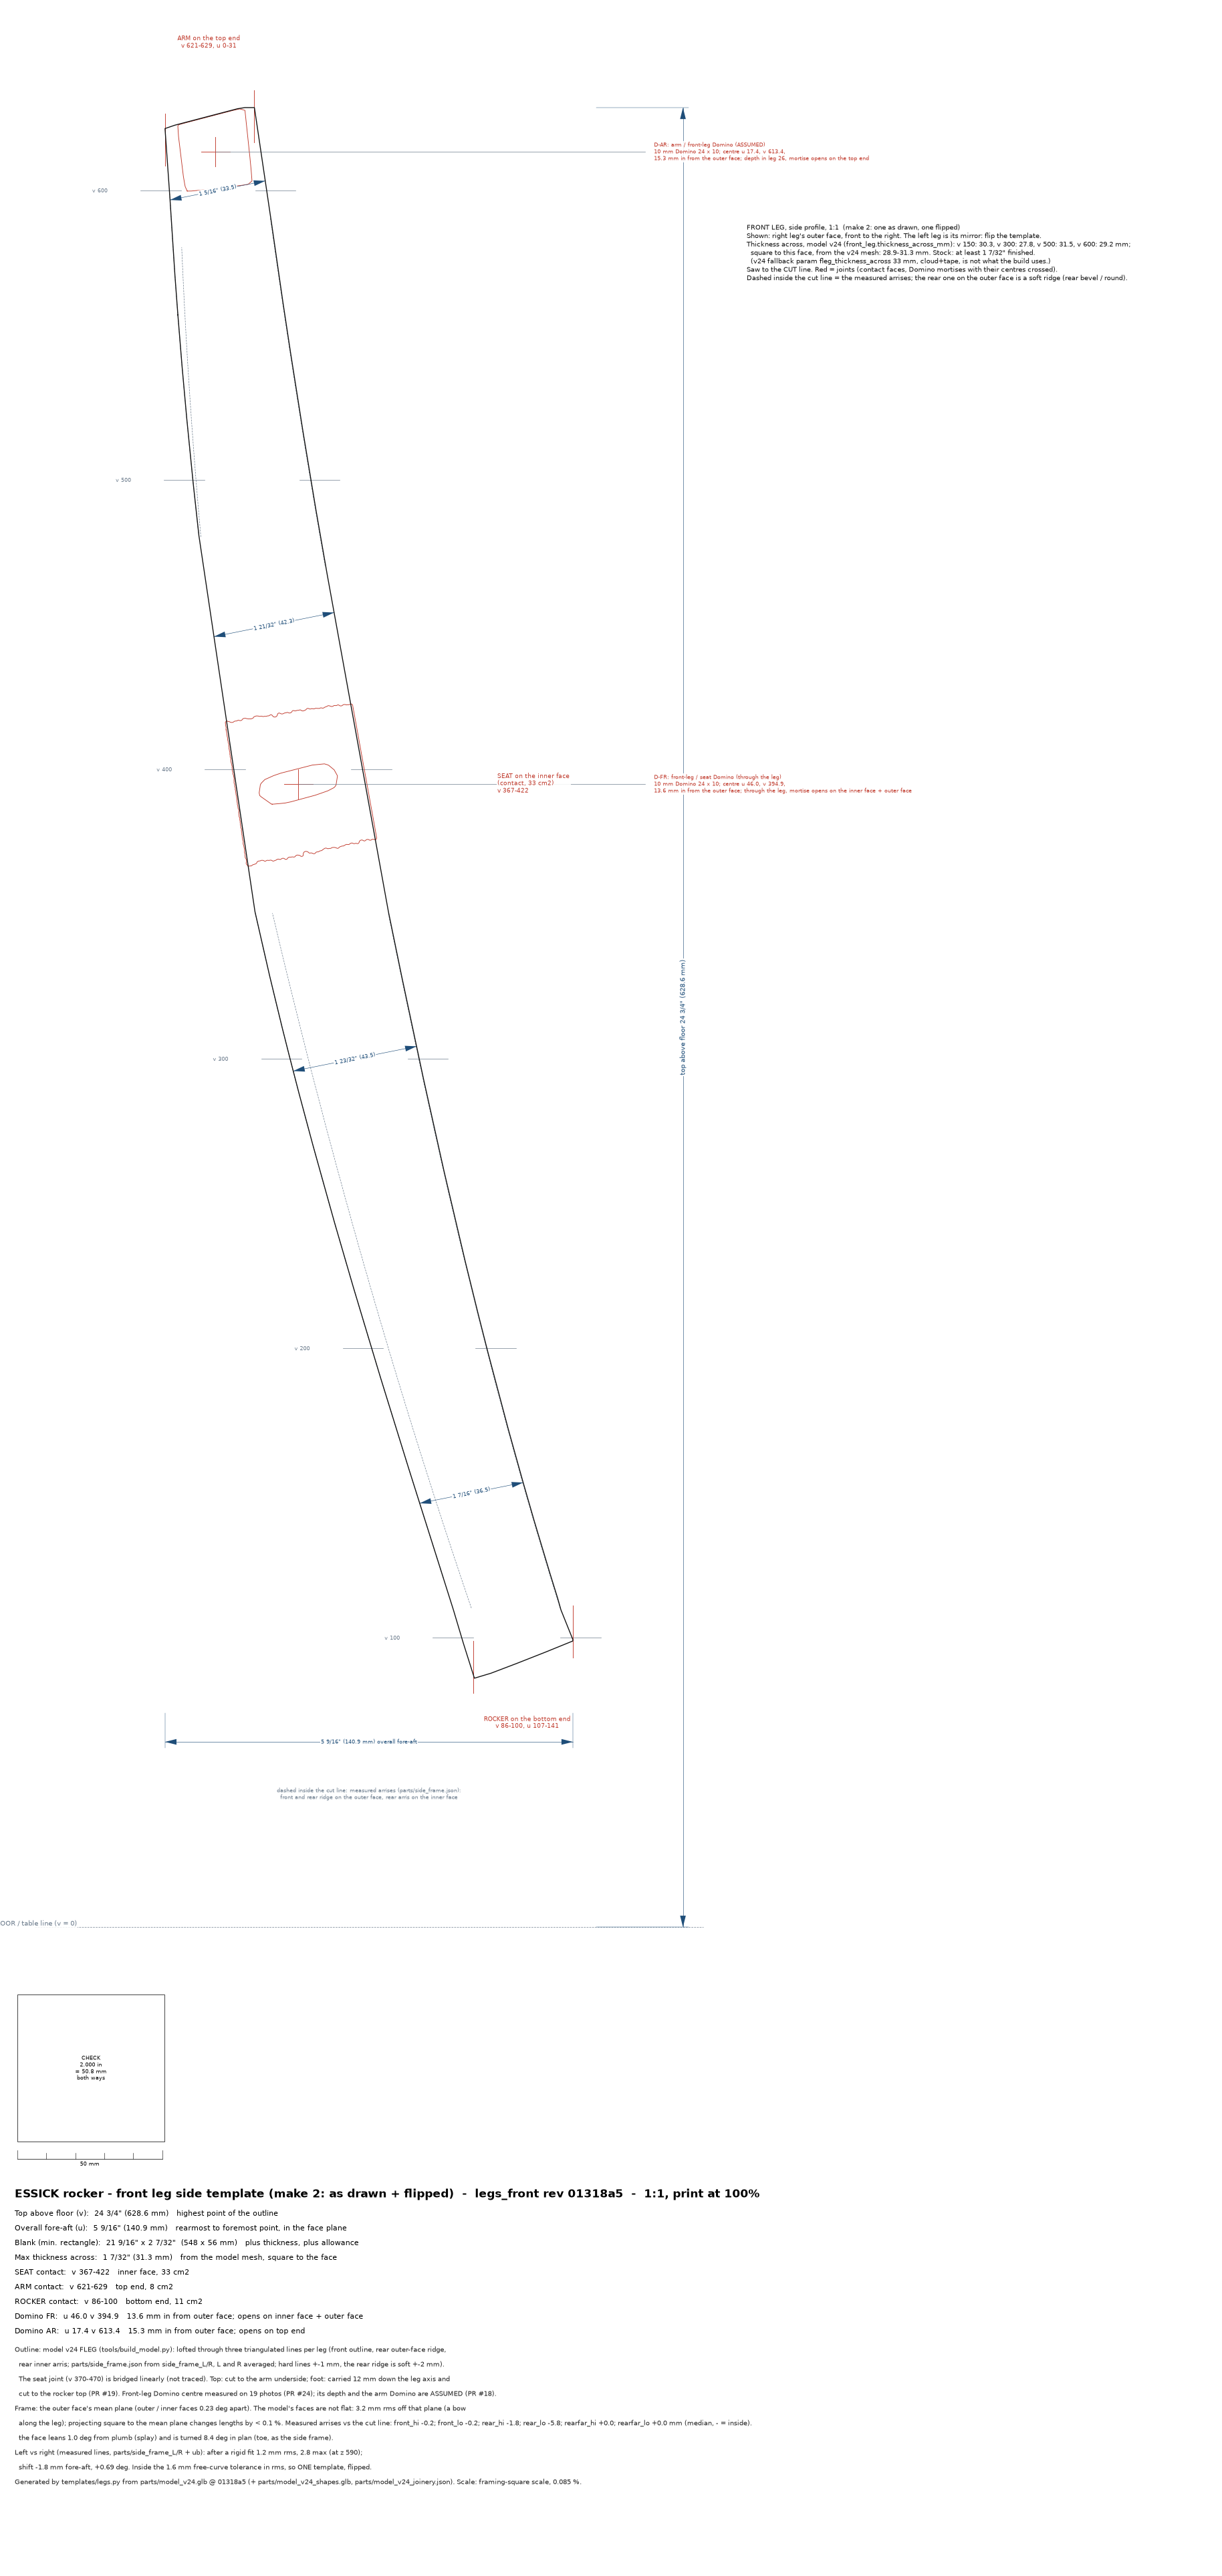 ARM on the top end
v 621-629, u 0-31
D-AR: arm / front-leg Domino (ASSUMED)
10 mm Domino 24 x 10; centre u 17.4, v 613.4,
15.3 mm in from the outer face; depth in leg 26, mortise opens on the top end
v 600
1 5/16" (33.5)
FRONT LEG, side profile, 1:1 (make 2: one as drawn, one flipped)
Shown: right leg's outer face, front to the right. The left leg is its mirror: flip the template.
Thickness across, model v24 (front_leg.thickness_across_mm): v 150: 30.3, v 300: 27.8, v 500: 31.5, v 600: 29.2 mm;
square to this face, from the v24 mesh: 28.9-31.3 mm. Stock: at least 1 7/32" finished.
(v24 fallback param fleg_thickness_across 33 mm, cloud+tape, is not what the build uses.)
Saw to the CUT line. Red = joints (contact faces, Domino mortises with their centres crossed).
Dashed inside the cut line = the measured arrises; the rear one on the outer face is a soft ridge (rear bevel / round).
v 500
1 21/32" (42.3)
v 400
SEAT on the inner face
(contact, 33 cm2)
v 367-422
D-FR: front-leg / seat Domino (through the leg)
10 mm Domino 24 x 10; centre u 46.0, v 394.9,
13.6 mm in from the outer face; through the leg, mortise opens on the inner face + outer face
top above floor 24 3/4" (628.6 mm)
v 300
1 23/32" (43.5)
v 200
1 7/16" (36.5)
v 100
ROCKER on the bottom end
v 86-100, u 107-141
5 9/16" (140.9 mm) overall fore-aft
dashed inside the cut line: measured arrises (parts/side_frame.json):
front and rear ridge on the outer face, rear arris on the inner face
OOR / table line (v = 0)
CHECK
2.000 in
= 50.8 mm
both ways
50 mm
ESSICK rocker - front leg side template (make 2: as drawn + flipped) - legs_front rev 01318a5 - 1:1, print at 100%
Top above floor (v): 24 3/4" (628.6 mm) highest point of the outline
Overall fore-aft (u): 5 9/16" (140.9 mm) rearmost to foremost point, in the face plane
Blank (min. rectangle): 21 9/16" x 2 7/32" (548 x 56 mm) plus thickness, plus allowance
Max thickness across: 1 7/32" (31.3 mm) from the model mesh, square to the face
SEAT contact: v 367-422 inner face, 33 cm2
ARM contact: v 621-629 top end, 8 cm2
ROCKER contact: v 86-100 bottom end, 11 cm2
Domino FR: u 46.0 v 394.9 13.6 mm in from outer face; opens on inner face + outer face
Domino AR: u 17.4 v 613.4 15.3 mm in from outer face; opens on top end
Outline: model v24 FLEG (tools/build_model.py): lofted through three triangulated lines per leg (front outline, rear outer-face ridge,
rear inner arris; parts/side_frame.json from side_frame_L/R, L and R averaged; hard lines +-1 mm, the rear ridge is soft +-2 mm).
The seat joint (v 370-470) is bridged linearly (not traced). Top: cut to the arm underside; foot: carried 12 mm down the leg axis and
cut to the rocker top (PR #19). Front-leg Domino centre measured on 19 photos (PR #24); its depth and the arm Domino are ASSUMED (PR #18).
Frame: the outer face's mean plane (outer / inner faces 0.23 deg apart). The model's faces are not flat: 3.2 mm rms off that plane (a bow
along the leg); projecting square to the mean plane changes lengths by < 0.1 %. Measured arrises vs the cut line: front_hi -0.2; front_lo -0.2; rear_hi -1.8; rear_lo -5.8; rearfar_hi +0.0; rearfar_lo +0.0 mm (median, - = inside).
the face leans 1.0 deg from plumb (splay) and is turned 8.4 deg in plan (toe, as the side frame).
Left vs right (measured lines, parts/side_frame_L/R + ub): after a rigid fit 1.2 mm rms, 2.8 max (at z 590);
shift -1.8 mm fore-aft, +0.69 deg. Inside the 1.6 mm free-curve tolerance in rms, so ONE template, flipped.
Generated by templates/legs.py from parts/model_v24.glb @ 01318a5 (+ parts/model_v24_shapes.glb, parts/model_v24_joinery.json). Scale: framing-square scale, 0.085 %.